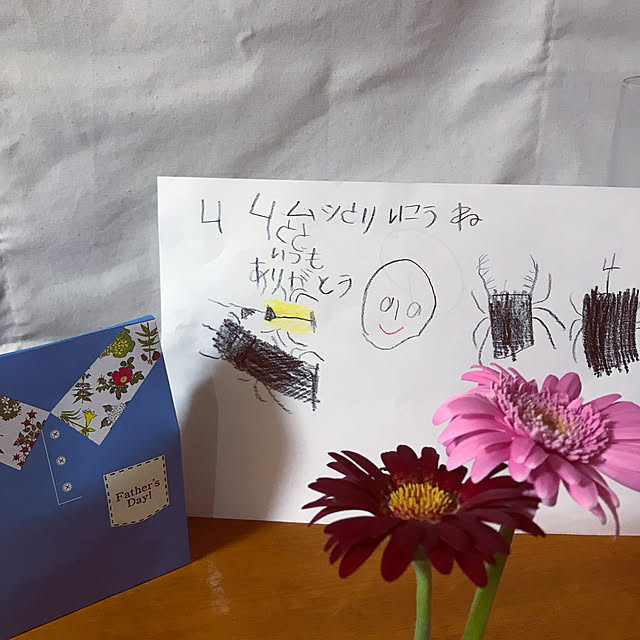 4 4ムシとり いこうね
とと
いつも
ありがとう
4
Father's
Day!